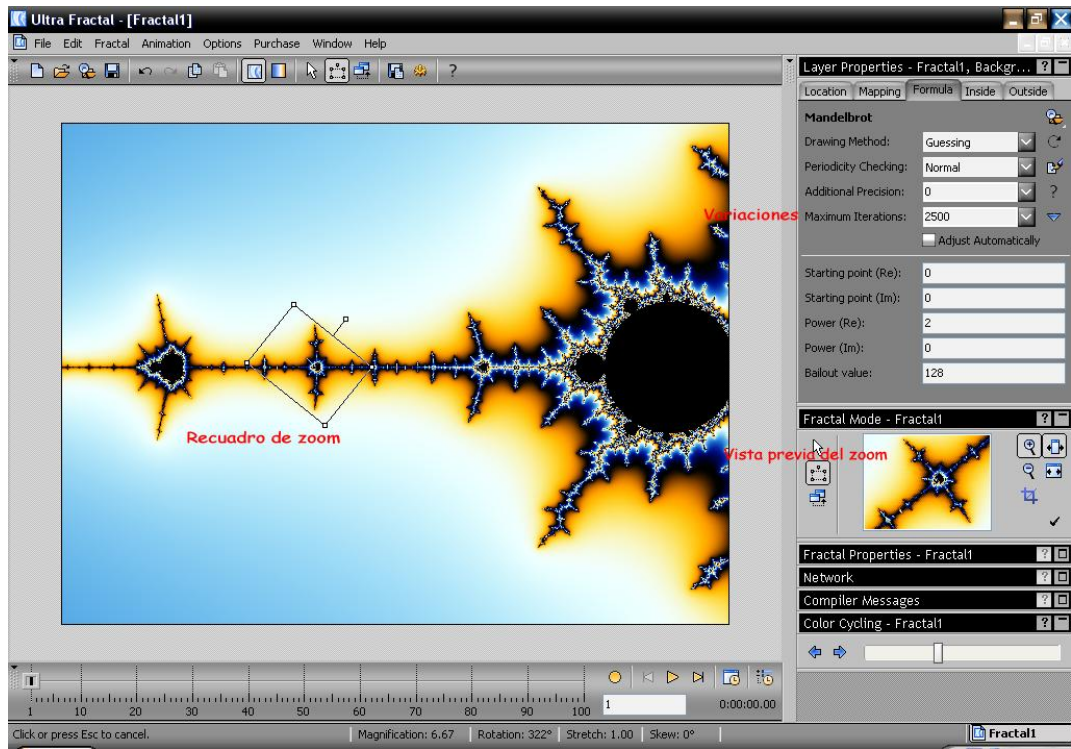 Ultra Fractal - [Fractal1]
File Edit Fractal Animation Options Purchase Window Help
Layer Properties - Fractal1, Backgr...
Location Mapping Formula Inside Outside
Mandelbrot
Drawing Method: Guessing
Periodicity Checking: Normal
Additional Precision: 0
Variaciones
Maximum Iterations: 2500
Adjust Automatically
Starting point (Re): 0
Starting point (Im): 0
Power (Re): 2
Power (Im): 0
Bailout value: 128
Recuadro de zoom
Fractal Mode - Fractal1
Vista previa del zoom
Fractal Properties - Fractal1
Network
Compiler Messages
Color Cycling - Fractal1
1 10 20 30 40 50 60 70 80 90 100
1
0:00:00.00
Click or press Esc to cancel.
Magnification: 6.67 Rotation: 322° Stretch: 1.00 Skew: 0°
Fractal1